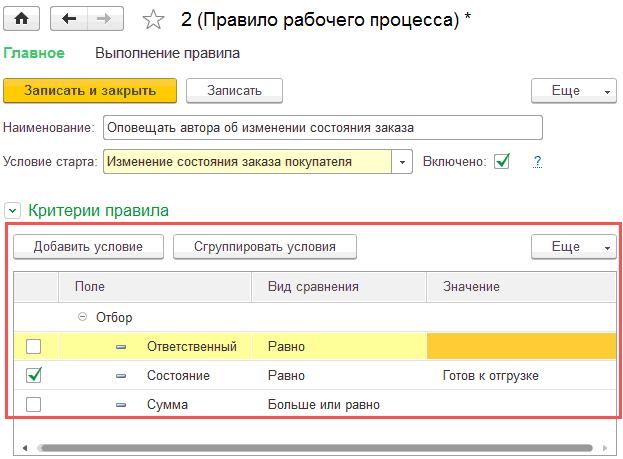 2 (Правило рабочего процесса) *
Главное Выполнение правила
Записать и закрыть Записать Еще
Наименование: Оповещать автора об изменении состояния заказа
Условие старта: Изменение состояния заказа покупателя Включено: ?
Критерии правила
Добавить условие Сгруппировать условия Еще
Поле Вид сравнения Значение
Отбор
Ответственный Равно
Состояние Равно Готов к отгрузке
Сумма Больше или равно